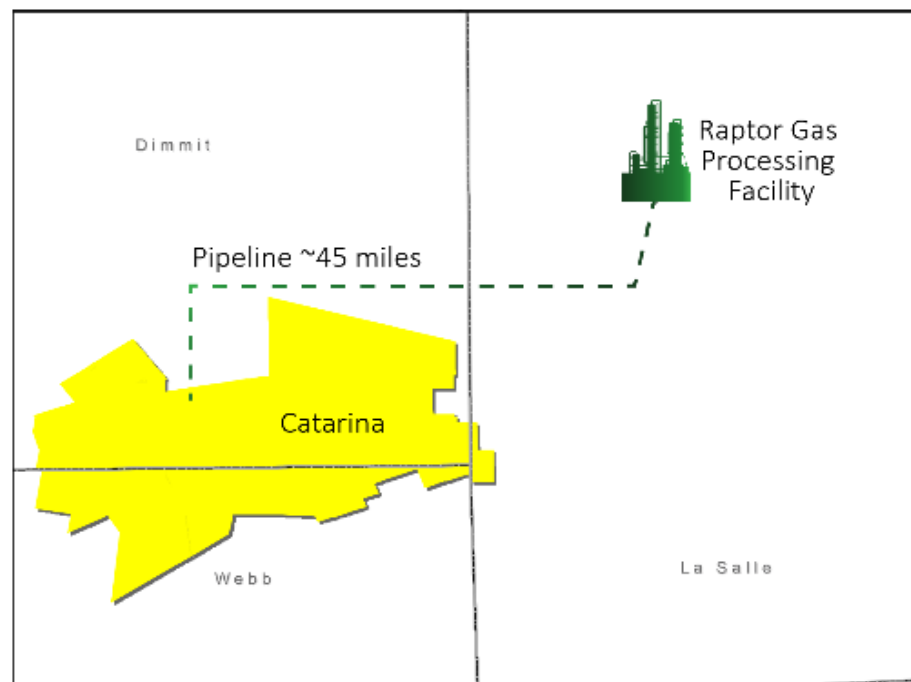 Dimmit
Raptor Gas
Processing
Facility
Pipeline ~45 miles
Catarina
Webb
La Salle